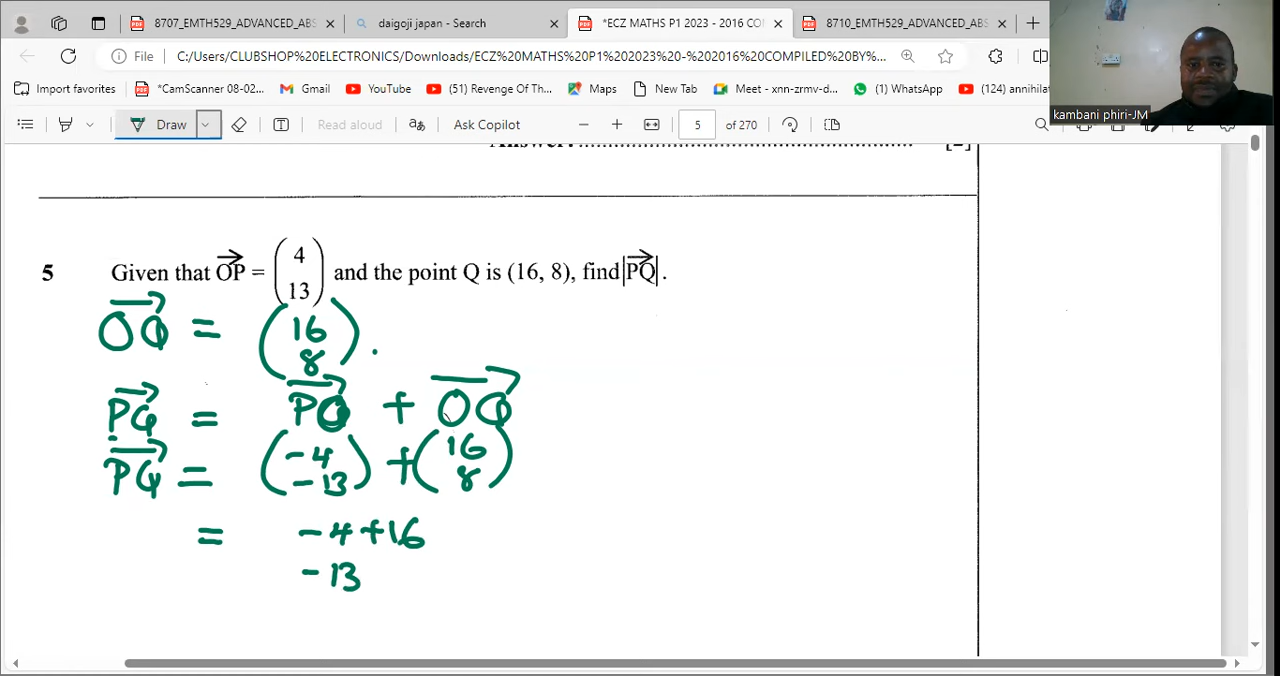 8707_EMTH529_ADVANCED_ABS
daigoji japan - Search
*ECZ MATHS P1 2023 - 2016 COM
8710_EMTH529_ADVANCED_ABS
File
C:/Users/CLUBSHOP%20ELECTRONICS/Downloads/ECZ%20MATHS%20P1%202023%20-%202016%20COMPILED%20BY%...
Import favorites
*CamScanner 08-02...
Gmail
YouTube
(51) Revenge Of Th...
Maps
New Tab
Meet - xnn-zrmv-d...
(1) WhatsApp
(124) annihilat
kambani phiri-JM
Draw
Read aloud
Ask Copilot
5 of 270
5 Given that OP = (4 13) and the point Q is (16, 8), find |PQ|.
OQ = (16 8).
PQ = PO + OQ
PQ = (-4 -13) + (16 8)
= -4+16
-13